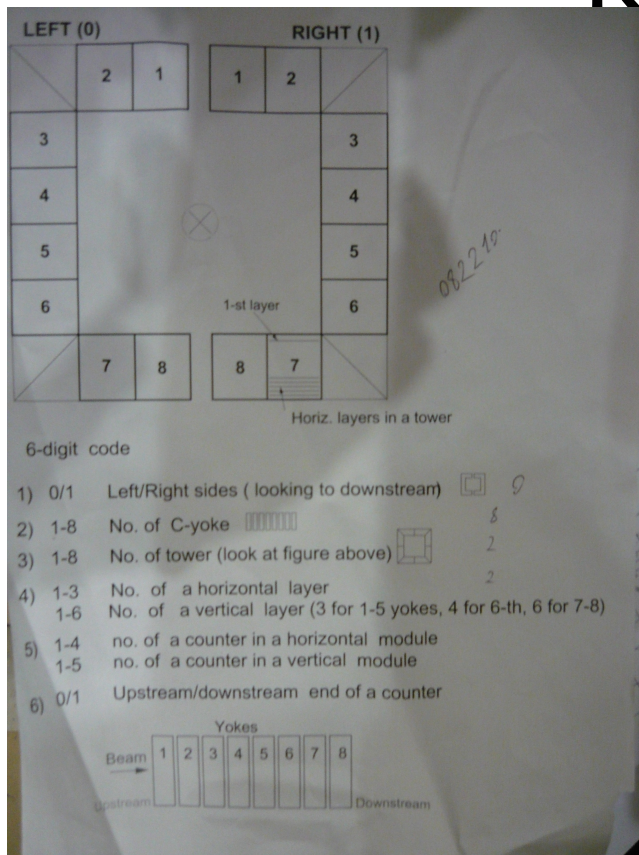 LEFT (0) RIGHT (1)
2 1 1 2
3 3
4 4
5 5
6 6
1-st layer
7 8 8 7
Horiz. layers in a tower
082210
6-digit code
1) 0/1 Left/Right sides ( looking to downstream)
2) 1-8 No. of C-yoke 8
3) 1-8 No. of tower (look at figure above) 2
4) 1-3 No. of a horizontal layer 2
1-6 No. of a vertical layer (3 for 1-5 yokes, 4 for 6-th, 6 for 7-8)
5) 1-4 no. of a counter in a horizontal module
1-5 no. of a counter in a vertical module
6) 0/1 Upstream/downstream end of a counter
Yokes
Beam 1 2 3 4 5 6 7 8
Upstream Downstream